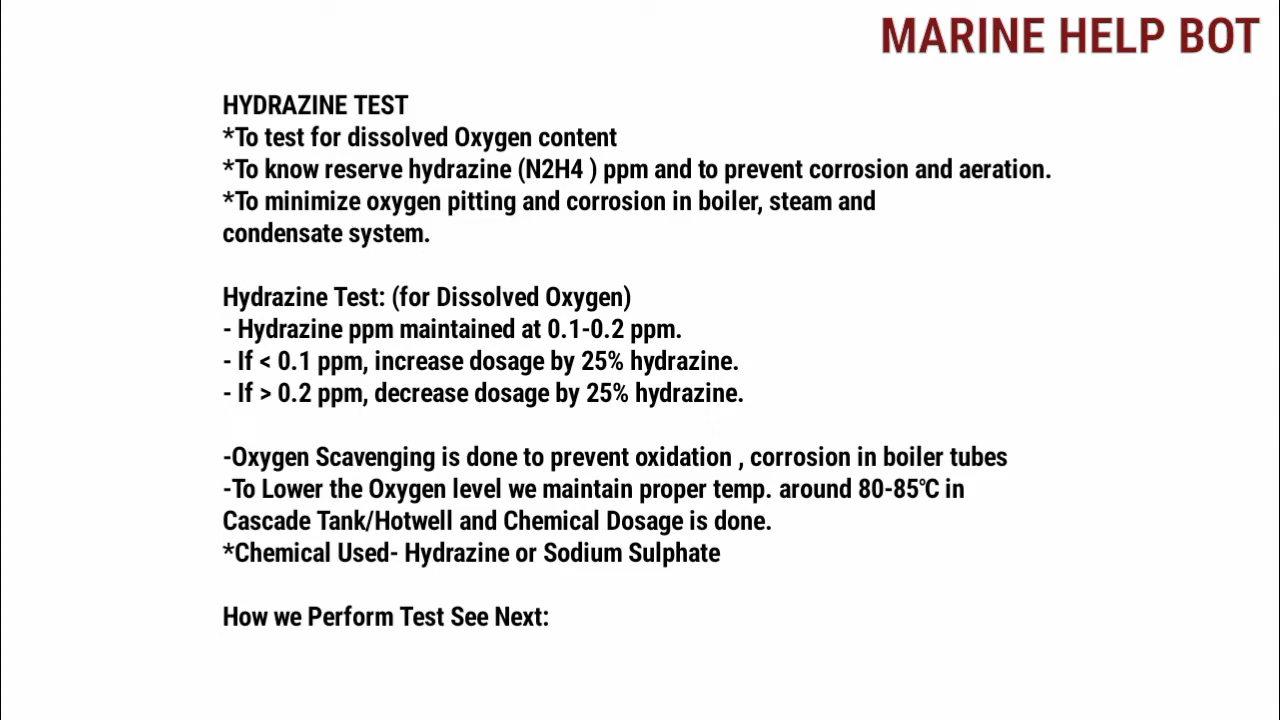 MARINE HELP BOT
HYDRAZINE TEST
*To test for dissolved Oxygen content
*To know reserve hydrazine (N2H4 ) ppm and to prevent corrosion and aeration.
*To minimize oxygen pitting and corrosion in boiler, steam and
condensate system.
Hydrazine Test: (for Dissolved Oxygen)
- Hydrazine ppm maintained at 0.1-0.2 ppm.
- If < 0.1 ppm, increase dosage by 25% hydrazine.
- If > 0.2 ppm, decrease dosage by 25% hydrazine.
-Oxygen Scavenging is done to prevent oxidation , corrosion in boiler tubes
-To Lower the Oxygen level we maintain proper temp. around 80-85℃ in
Cascade Tank/Hotwell and Chemical Dosage is done.
*Chemical Used- Hydrazine or Sodium Sulphate
How we Perform Test See Next: